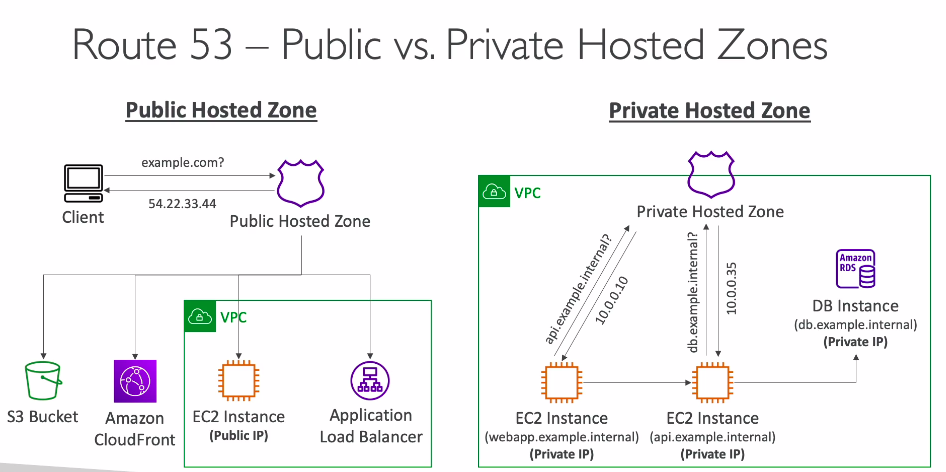 Route 53 – Public vs. Private Hosted Zones
Public Hosted Zone
example.com?
54.22.33.44
Client
Public Hosted Zone
VPC
S3 Bucket
Amazon
CloudFront
EC2 Instance
(Public IP)
Application
Load Balancer
Private Hosted Zone
VPC
Private Hosted Zone
api.example.internal?
10.0.0.10
db.example.internal?
10.0.0.35
Amazon
RDS
DB Instance
(db.example.internal)
(Private IP)
EC2 Instance
(webapp.example.internal)
(Private IP)
EC2 Instance
(api.example.internal)
(Private IP)